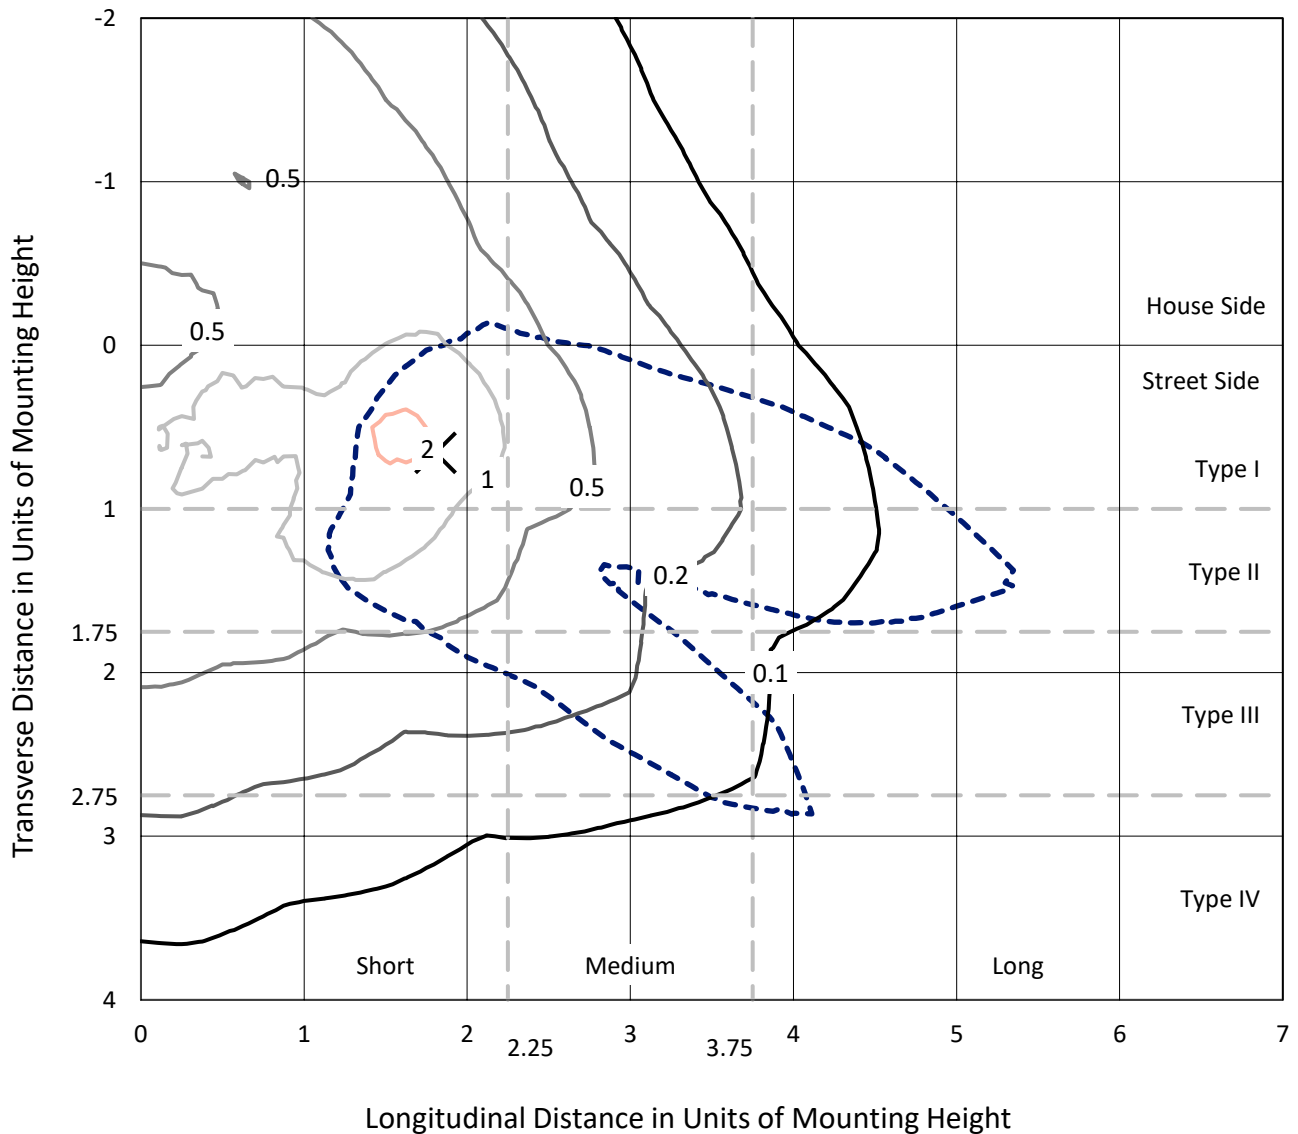 -2
-1
0.5
House Side
0.5
0
Street Side
2
Type I
1
0.5
1
Type II
0.2
1.75
2
0.1
Type III
2.75
3
Type IV
Short
Medium
Long
4
0
1
2
2.25
3
3.75
4
5
6
7
Transverse Distance in Units of Mounting Height
Longitudinal Distance in Units of Mounting Height